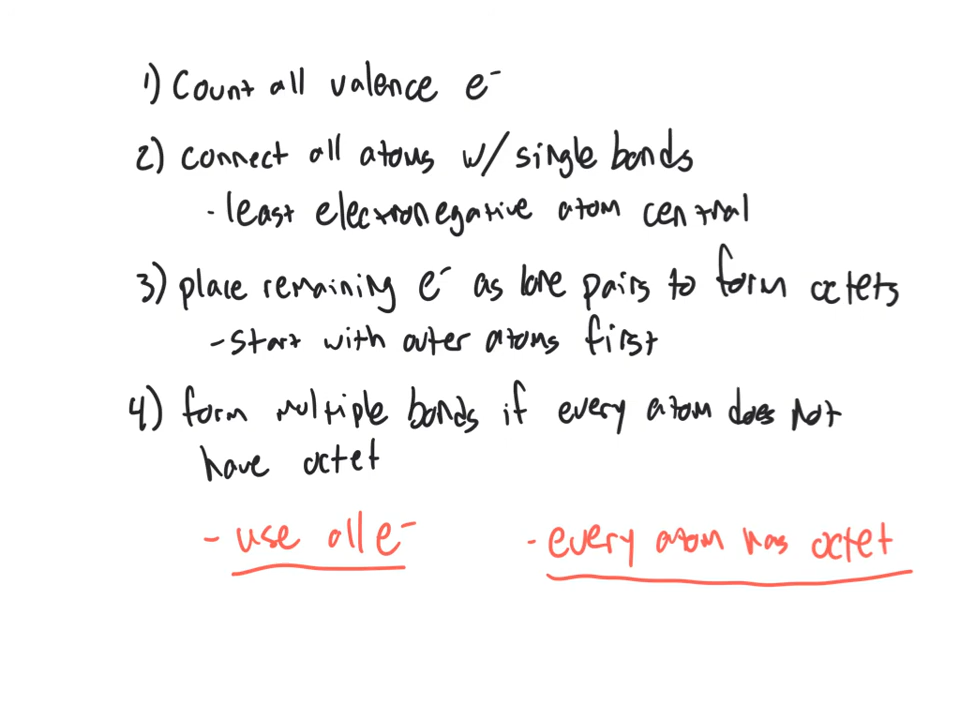 1) Count all valence e⁻
2) connect all atoms w/ single bonds
- least electronegative atom central
3) place remaining e⁻ as lone pairs to form octets
- start with outer atoms first
4) form multiple bonds if every atom does not
have octet
- use all e⁻ - every atom has octet